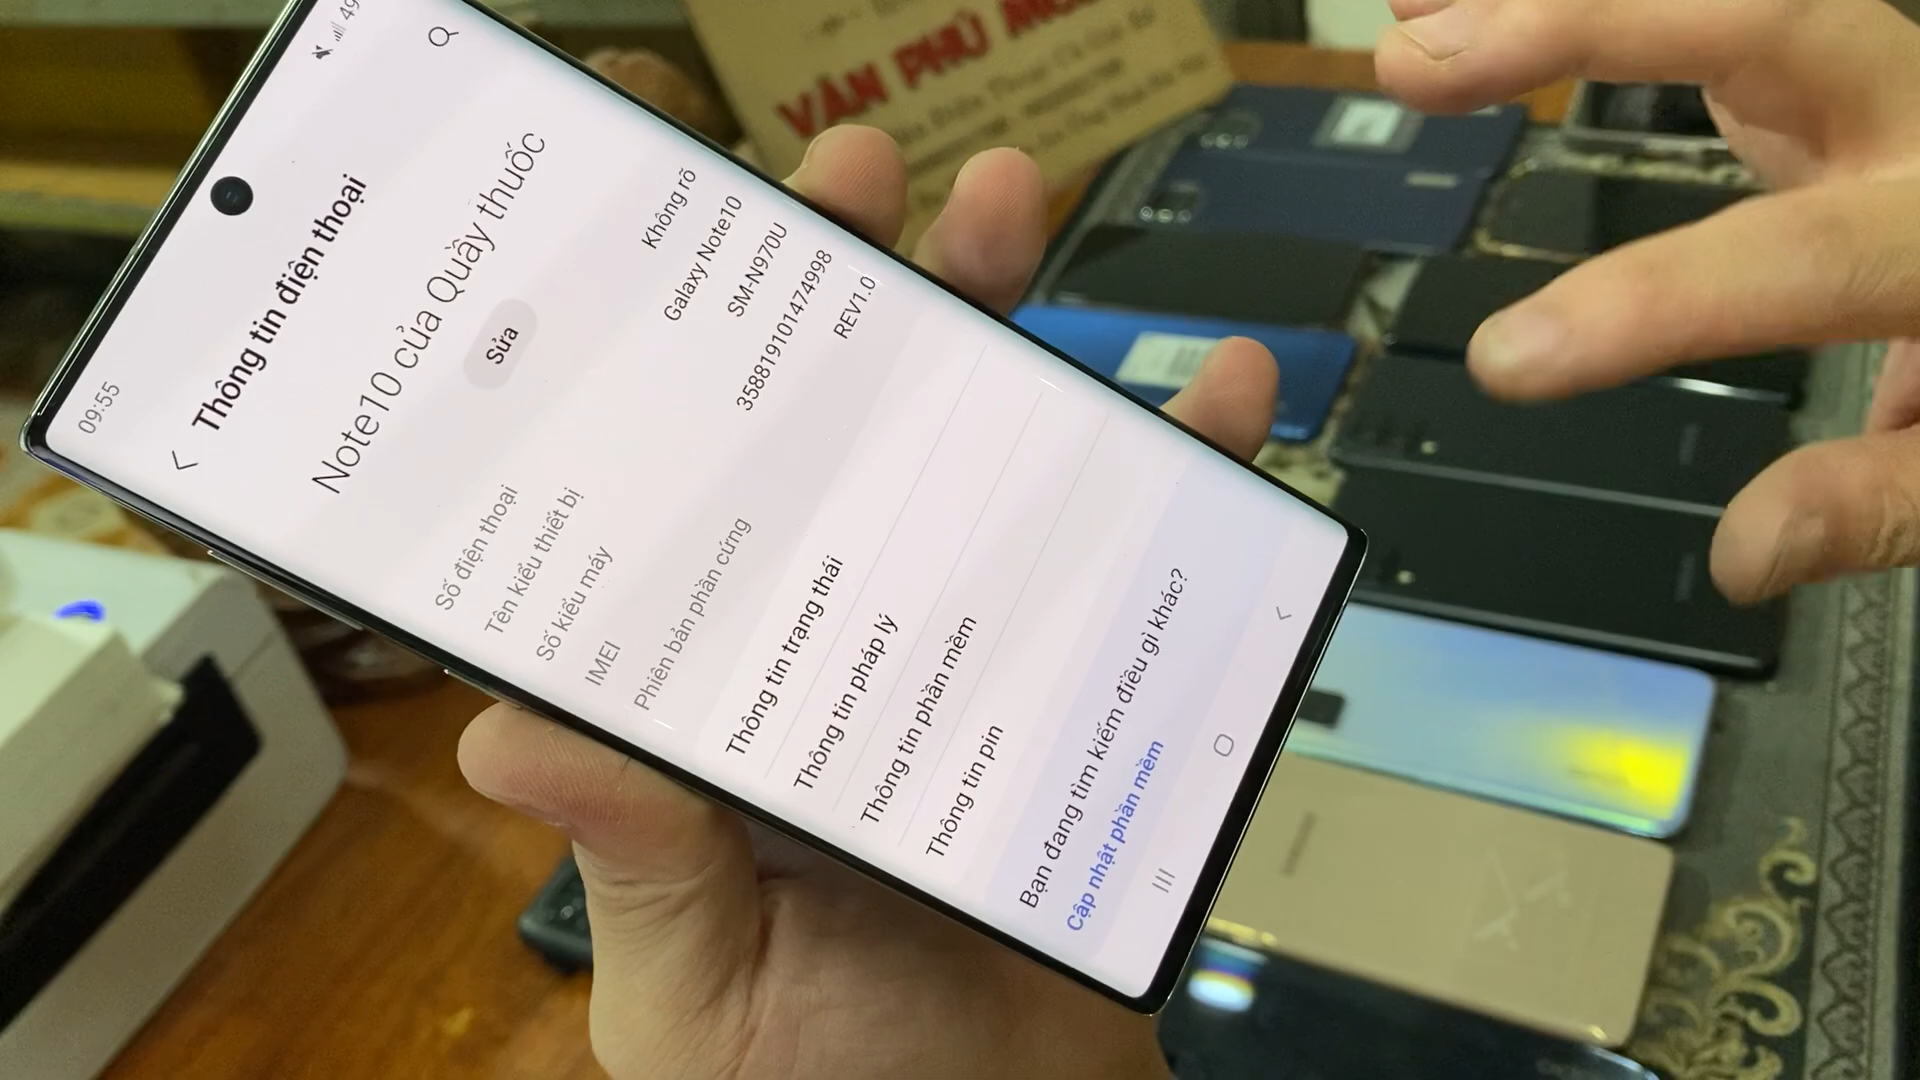 09:55
Thông tin điện thoại
Note10 của Quầy thuốc
Sửa
Số điện thoại Không rõ
Tên kiểu thiết bị Galaxy Note10
Số kiểu máy SM-N970U
IMEI 358819101474998
Phiên bản phần cứng REV1.0
Thông tin trạng thái
Thông tin pháp lý
Thông tin phần mềm
Thông tin pin
Bạn đang tìm kiếm điều gì khác?
Cập nhật phần mềm
VĂN PHÚ